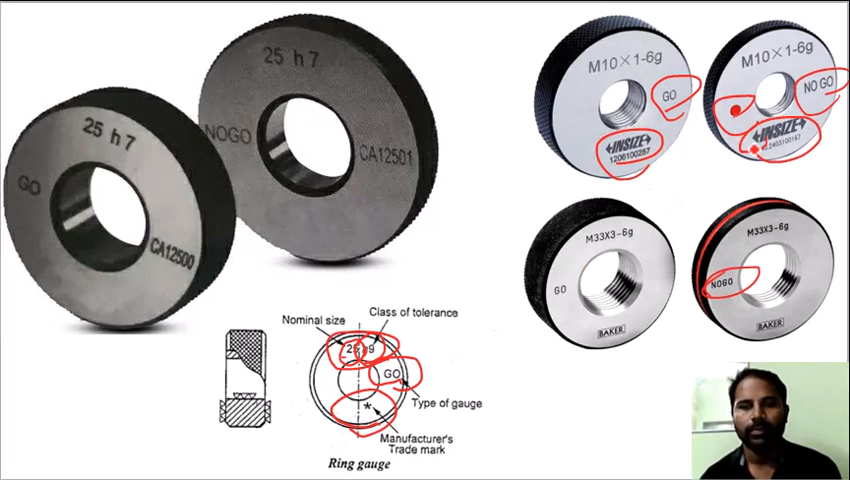 25 h 7
GO
CA12500
25 h 7
NOGO
CA12501
M10×1-6g
GO
INSIZE
1206100287
M10×1-6g
NO GO
INSIZE
M33X3-6g
GO
BAKER
M33X3-6g
NOGO
BAKER
Nominal size
Class of tolerance
GO
Type of gauge
*
Manufacturer's
Trade mark
Ring gauge